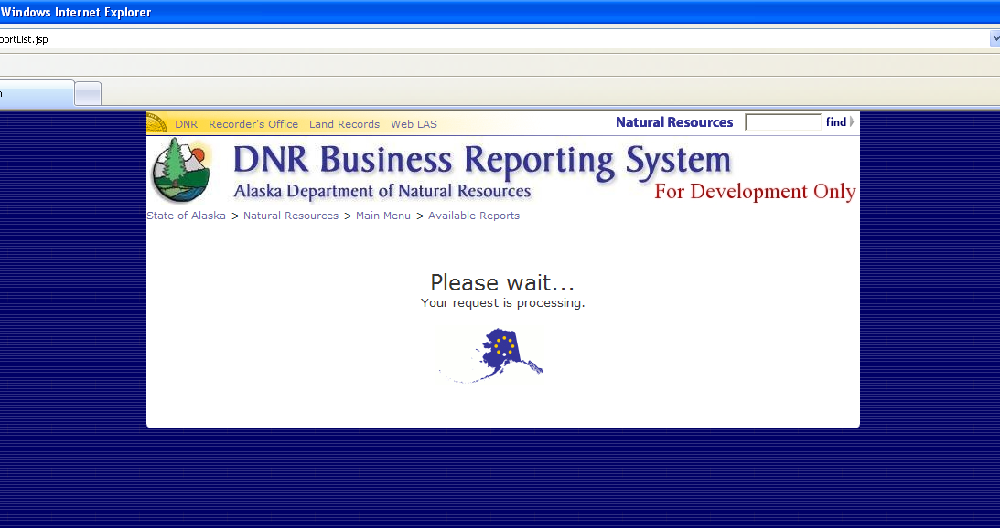 Windows Internet Explorer
portList.jsp
DNR Recorder's Office Land Records Web LAS Natural Resources find
DNR Business Reporting System
Alaska Department of Natural Resources
For Development Only
State of Alaska > Natural Resources > Main Menu > Available Reports
Please wait...
Your request is processing.